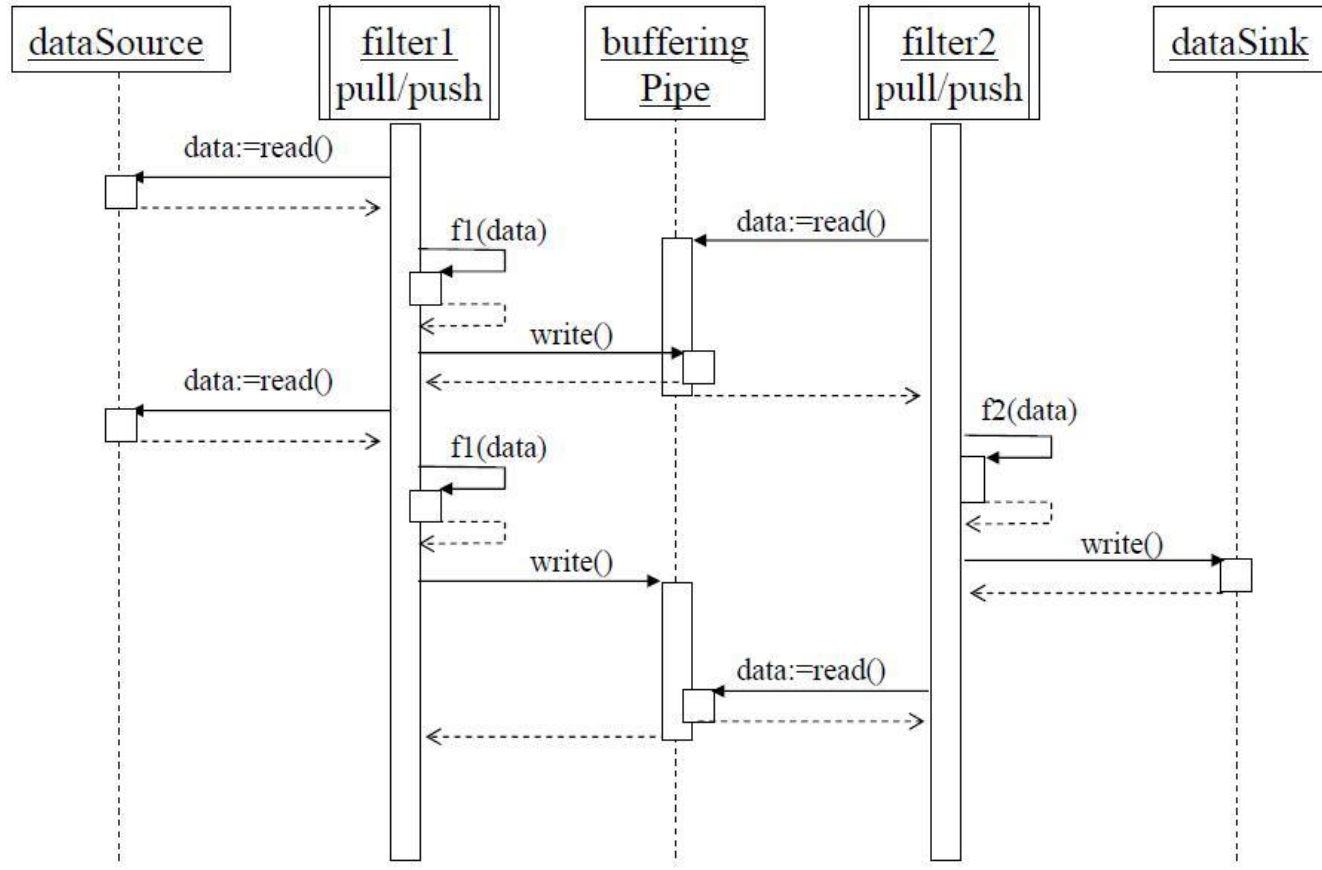 dataSource
filter1
pull/push
buffering
Pipe
filter2
pull/push
dataSink
data:=read()
f1(data)
data:=read()
write()
data:=read()
f2(data)
f1(data)
write()
write()
data:=read()